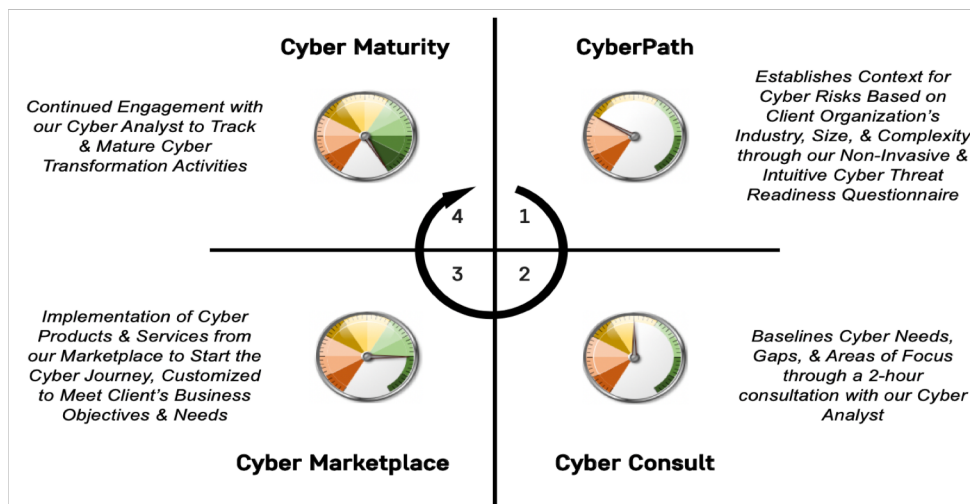 Cyber Maturity
Continued Engagement with
our Cyber Analyst to Track
& Mature Cyber
Transformation Activities
CyberPath
Establishes Context for
Cyber Risks Based on
Client Organization's
Industry, Size, & Complexity
through our Non-Invasive &
Intuitive Cyber Threat
Readiness Questionnaire
4
1
3
2
Implementation of Cyber
Products & Services from
our Marketplace to Start the
Cyber Journey, Customized
to Meet Client's Business
Objectives & Needs
Cyber Marketplace
Baselines Cyber Needs,
Gaps, & Areas of Focus
through a 2-hour
consultation with our Cyber
Analyst
Cyber Consult